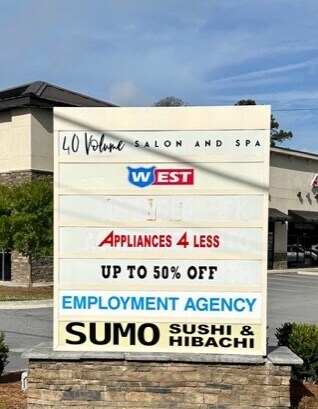 40 Volume SALON AND SPA
WEST
APPLIANCES 4 LESS
UP TO 50% OFF
EMPLOYMENT AGENCY
SUMO SUSHI &
HIBACHI